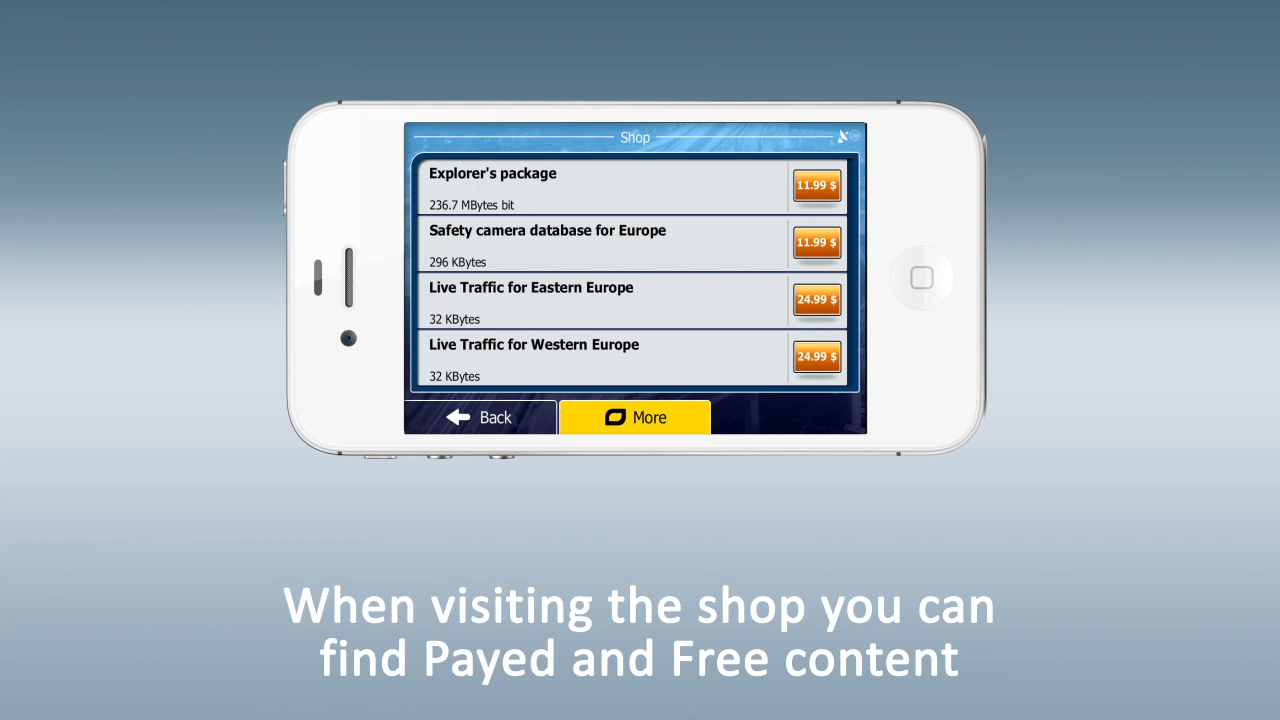 Shop
Explorer's package
11.99 $
236.7 MBytes bit
Safety camera database for Europe
11.99 $
296 KBytes
Live Traffic for Eastern Europe
24.99 $
32 KBytes
Live Traffic for Western Europe
24.99 $
32 KBytes
Back
More
When visiting the shop you can
find Payed and Free content